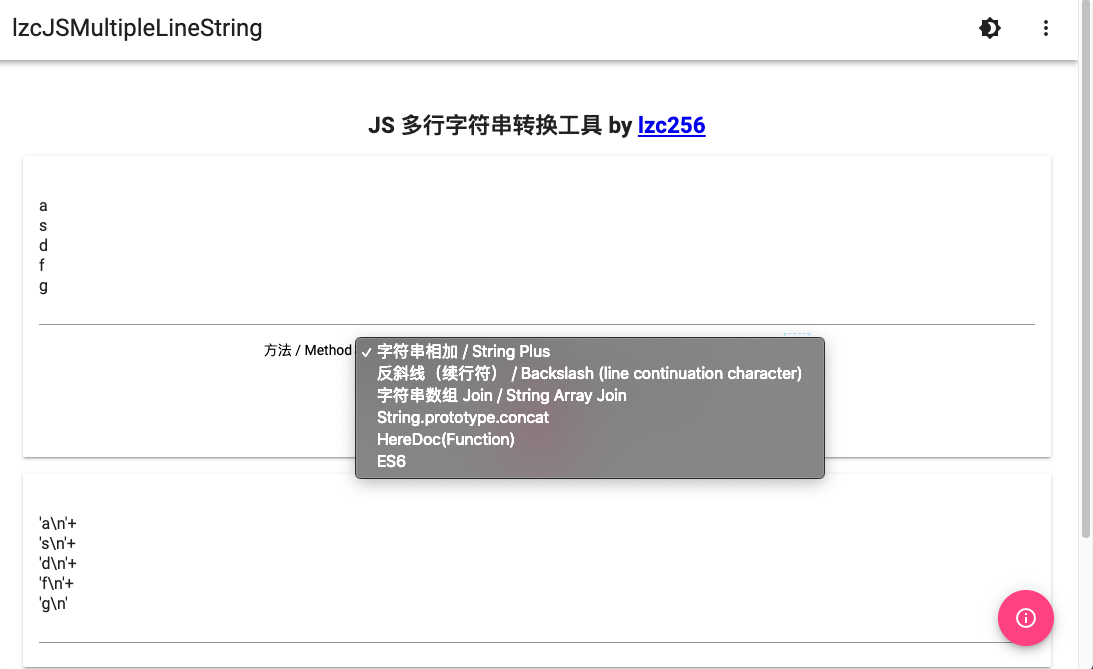 lzcJSMultipleLineString
JS 多行字符串转换工具 by lzc256
a
s
d
f
g
方法 / Method
✓ 字符串相加 / String Plus
反斜线（续行符） / Backslash (line continuation character)
字符串数组 Join / String Array Join
String.prototype.concat
HereDoc(Function)
ES6
'a\n'+
's\n'+
'd\n'+
'f\n'+
'g\n'